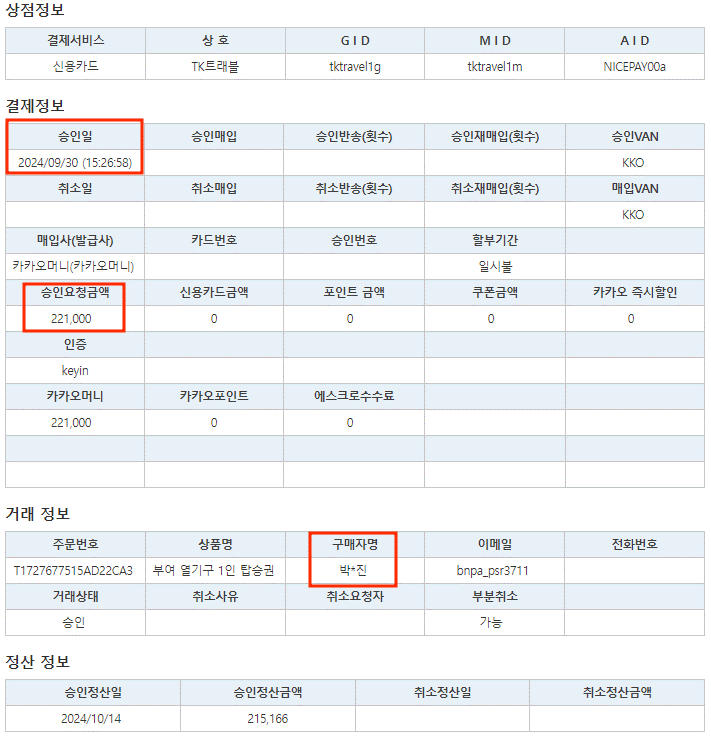 상점정보
결제서비스 상 호 G I D M I D A I D
신용카드 TK트래블 tktravel1g tktravel1m NICEPAY00a
결제정보
승인일 승인매입 승인반송(횟수) 승인재매입(횟수) 승인VAN
2024/09/30 (15:26:58) KKO
취소일 취소매입 취소반송(횟수) 취소재매입(횟수) 매입VAN
KKO
매입사(발급사) 카드번호 승인번호 할부기간
카카오머니(카카오머니) 일시불
승인요청금액 신용카드금액 포인트 금액 쿠폰금액 카카오 즉시할인
221,000 0 0 0 0
인증
keyin
카카오머니 카카오포인트 에스크로수수료
221,000 0 0
거래 정보
주문번호 상품명 구매자명 이메일 전화번호
T1727677515AD22CA3 부여 열기구 1인 탑승권 박*진 bnpa_psr3711
거래상태 취소사유 취소요청자 부분취소
승인 가능
정산 정보
승인정산일 승인정산금액 취소정산일 취소정산금액
2024/10/14 215,166